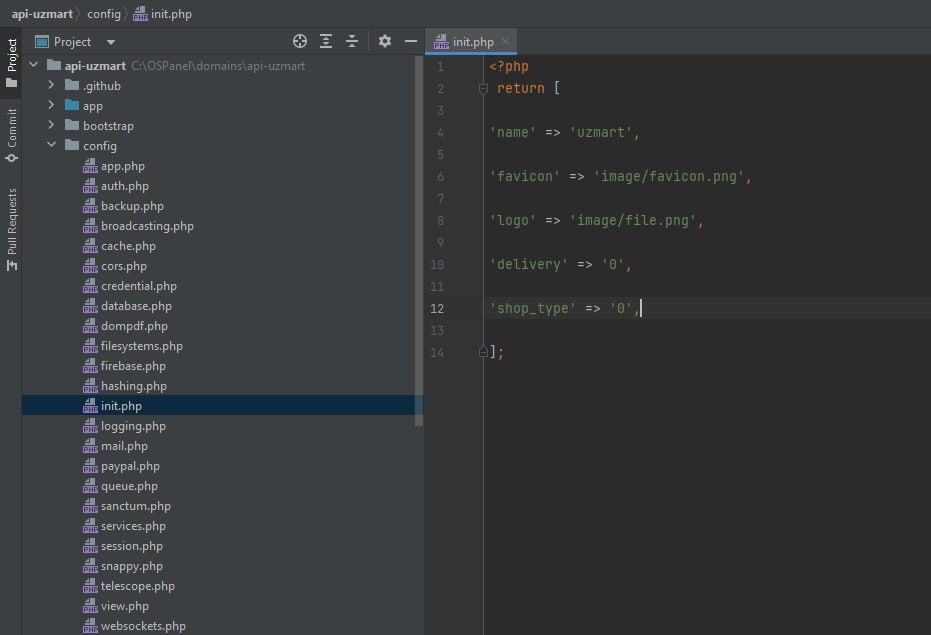 api-uzmart config init.php
Project
Commit
Pull Requests
Project
api-uzmart C:\OSPanel\domains\api-uzmart
.github
app
bootstrap
config
app.php
auth.php
backup.php
broadcasting.php
cache.php
cors.php
credential.php
database.php
dompdf.php
filesystems.php
firebase.php
hashing.php
init.php
logging.php
mail.php
paypal.php
queue.php
sanctum.php
services.php
session.php
snappy.php
telescope.php
view.php
websockets.php
init.php
1 <?php
2 return [
3
4 'name' => 'uzmart',
5
6 'favicon' => 'image/favicon.png',
7
8 'logo' => 'image/file.png',
9
10 'delivery' => '0',
11
12 'shop_type' => '0',
13
14 ];